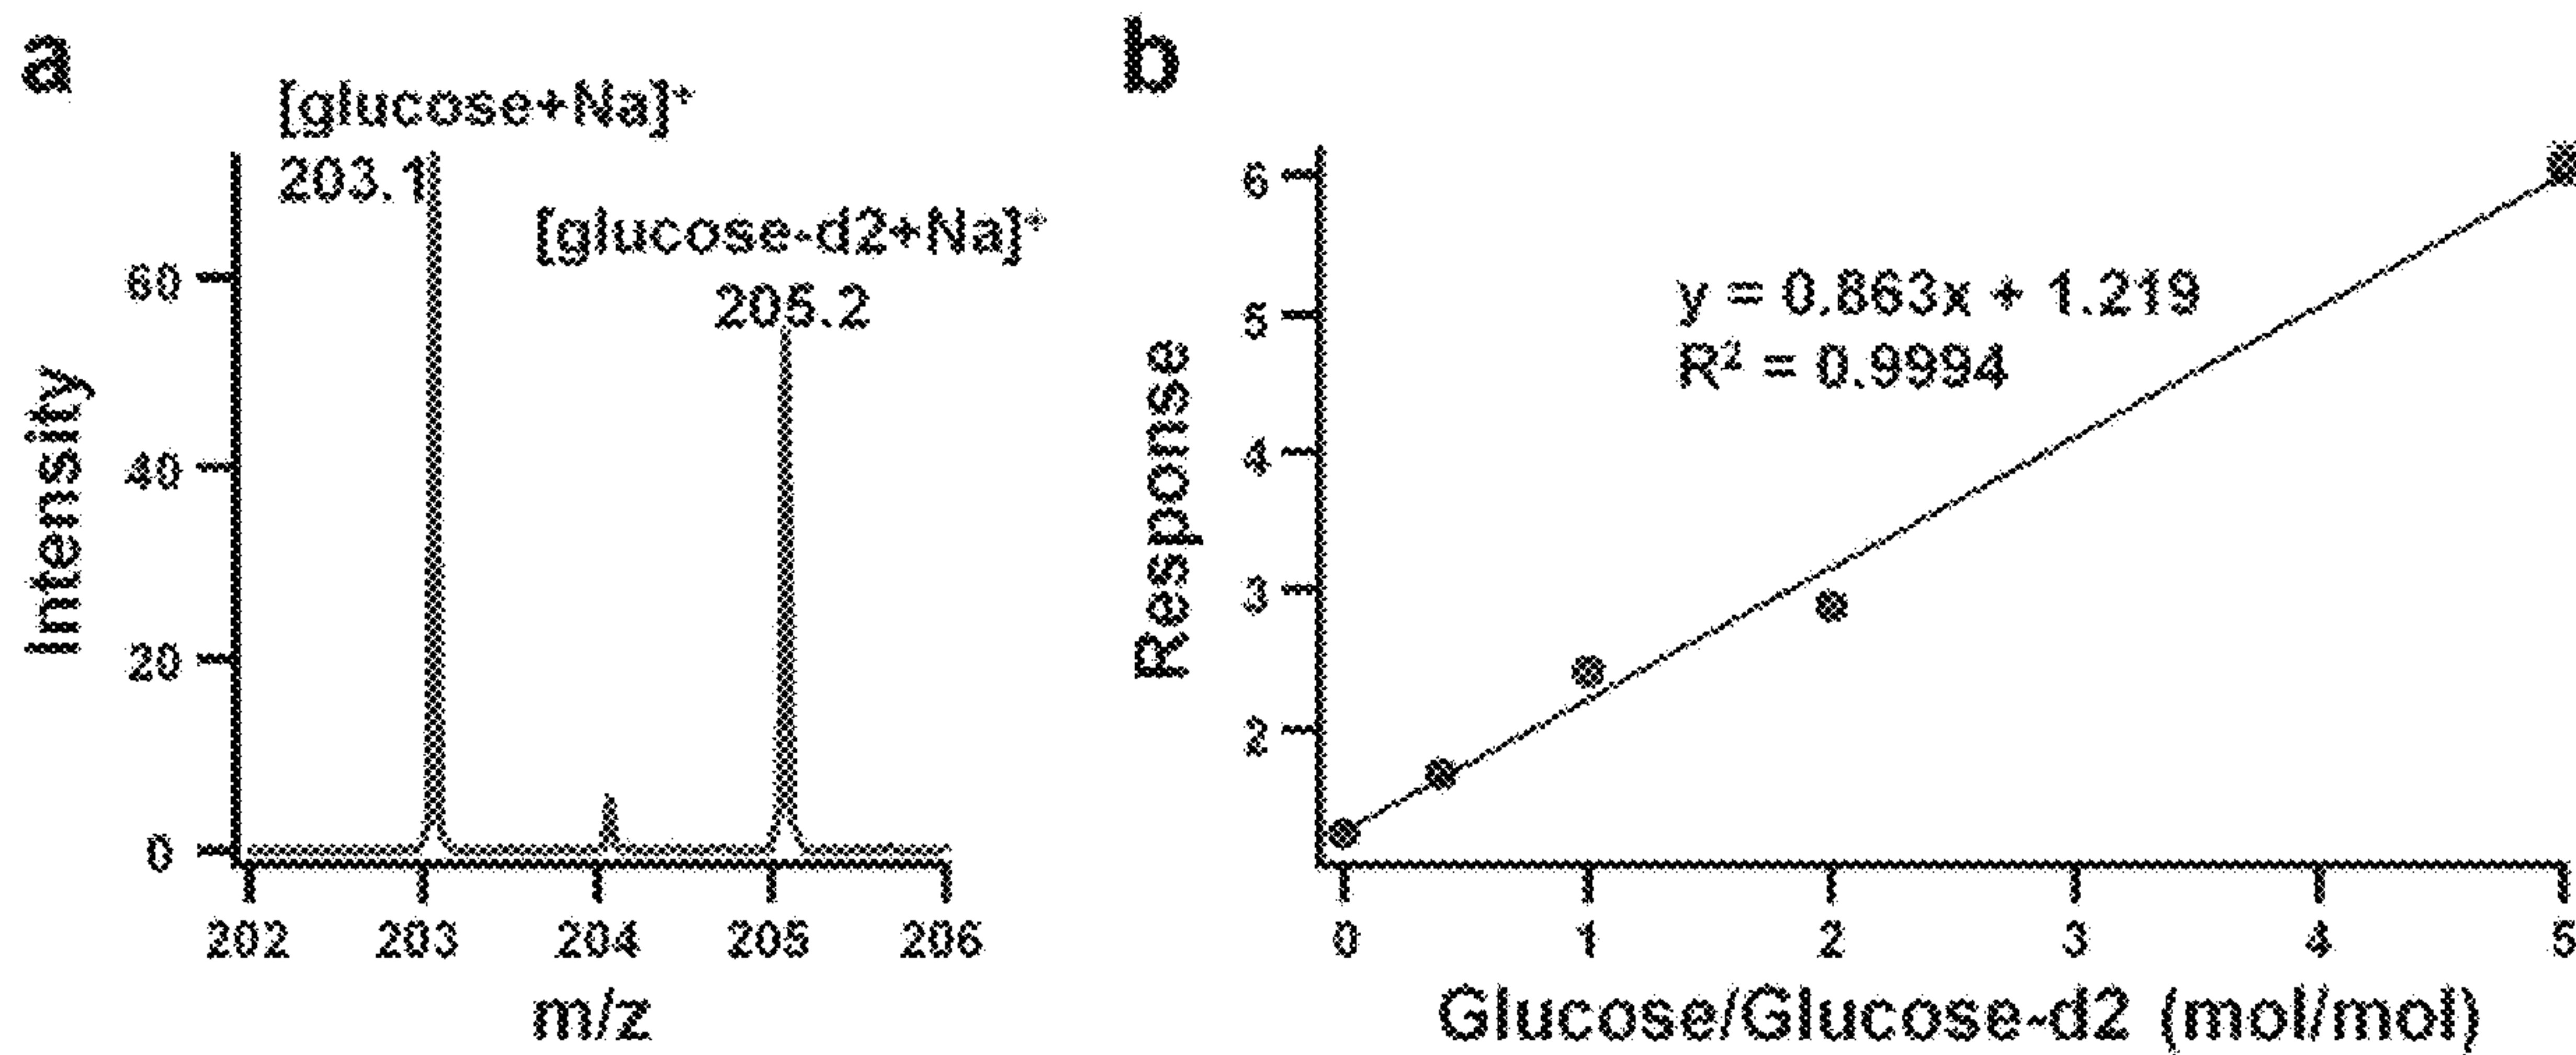 a
[glucose+Na]⁺
203.1
[glucose-d2+Na]⁺
205.2
60
40
20
0
Intensity
202 203 204 205 206
m/z
b
6
5
4
3
2
Response
y = 0.863x + 1.219
R² = 0.9994
0 1 2 3 4 5
Glucose/Glucose-d2 (mol/mol)